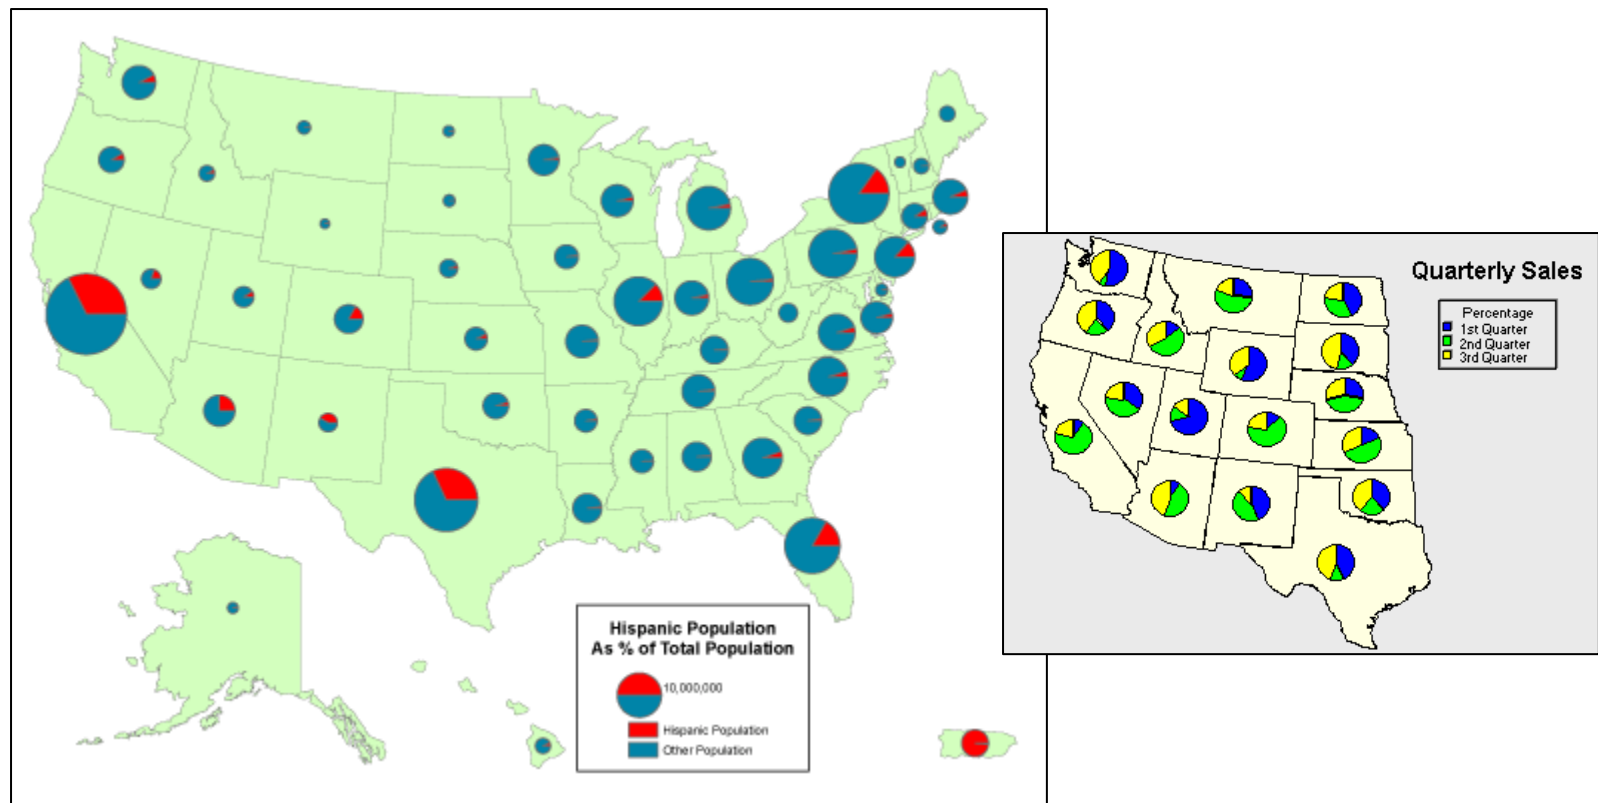 Hispanic Population
As % of Total Population
10,000,000
Hispanic Population
Other Population
Quarterly Sales
Percentage
1st Quarter
2nd Quarter
3rd Quarter